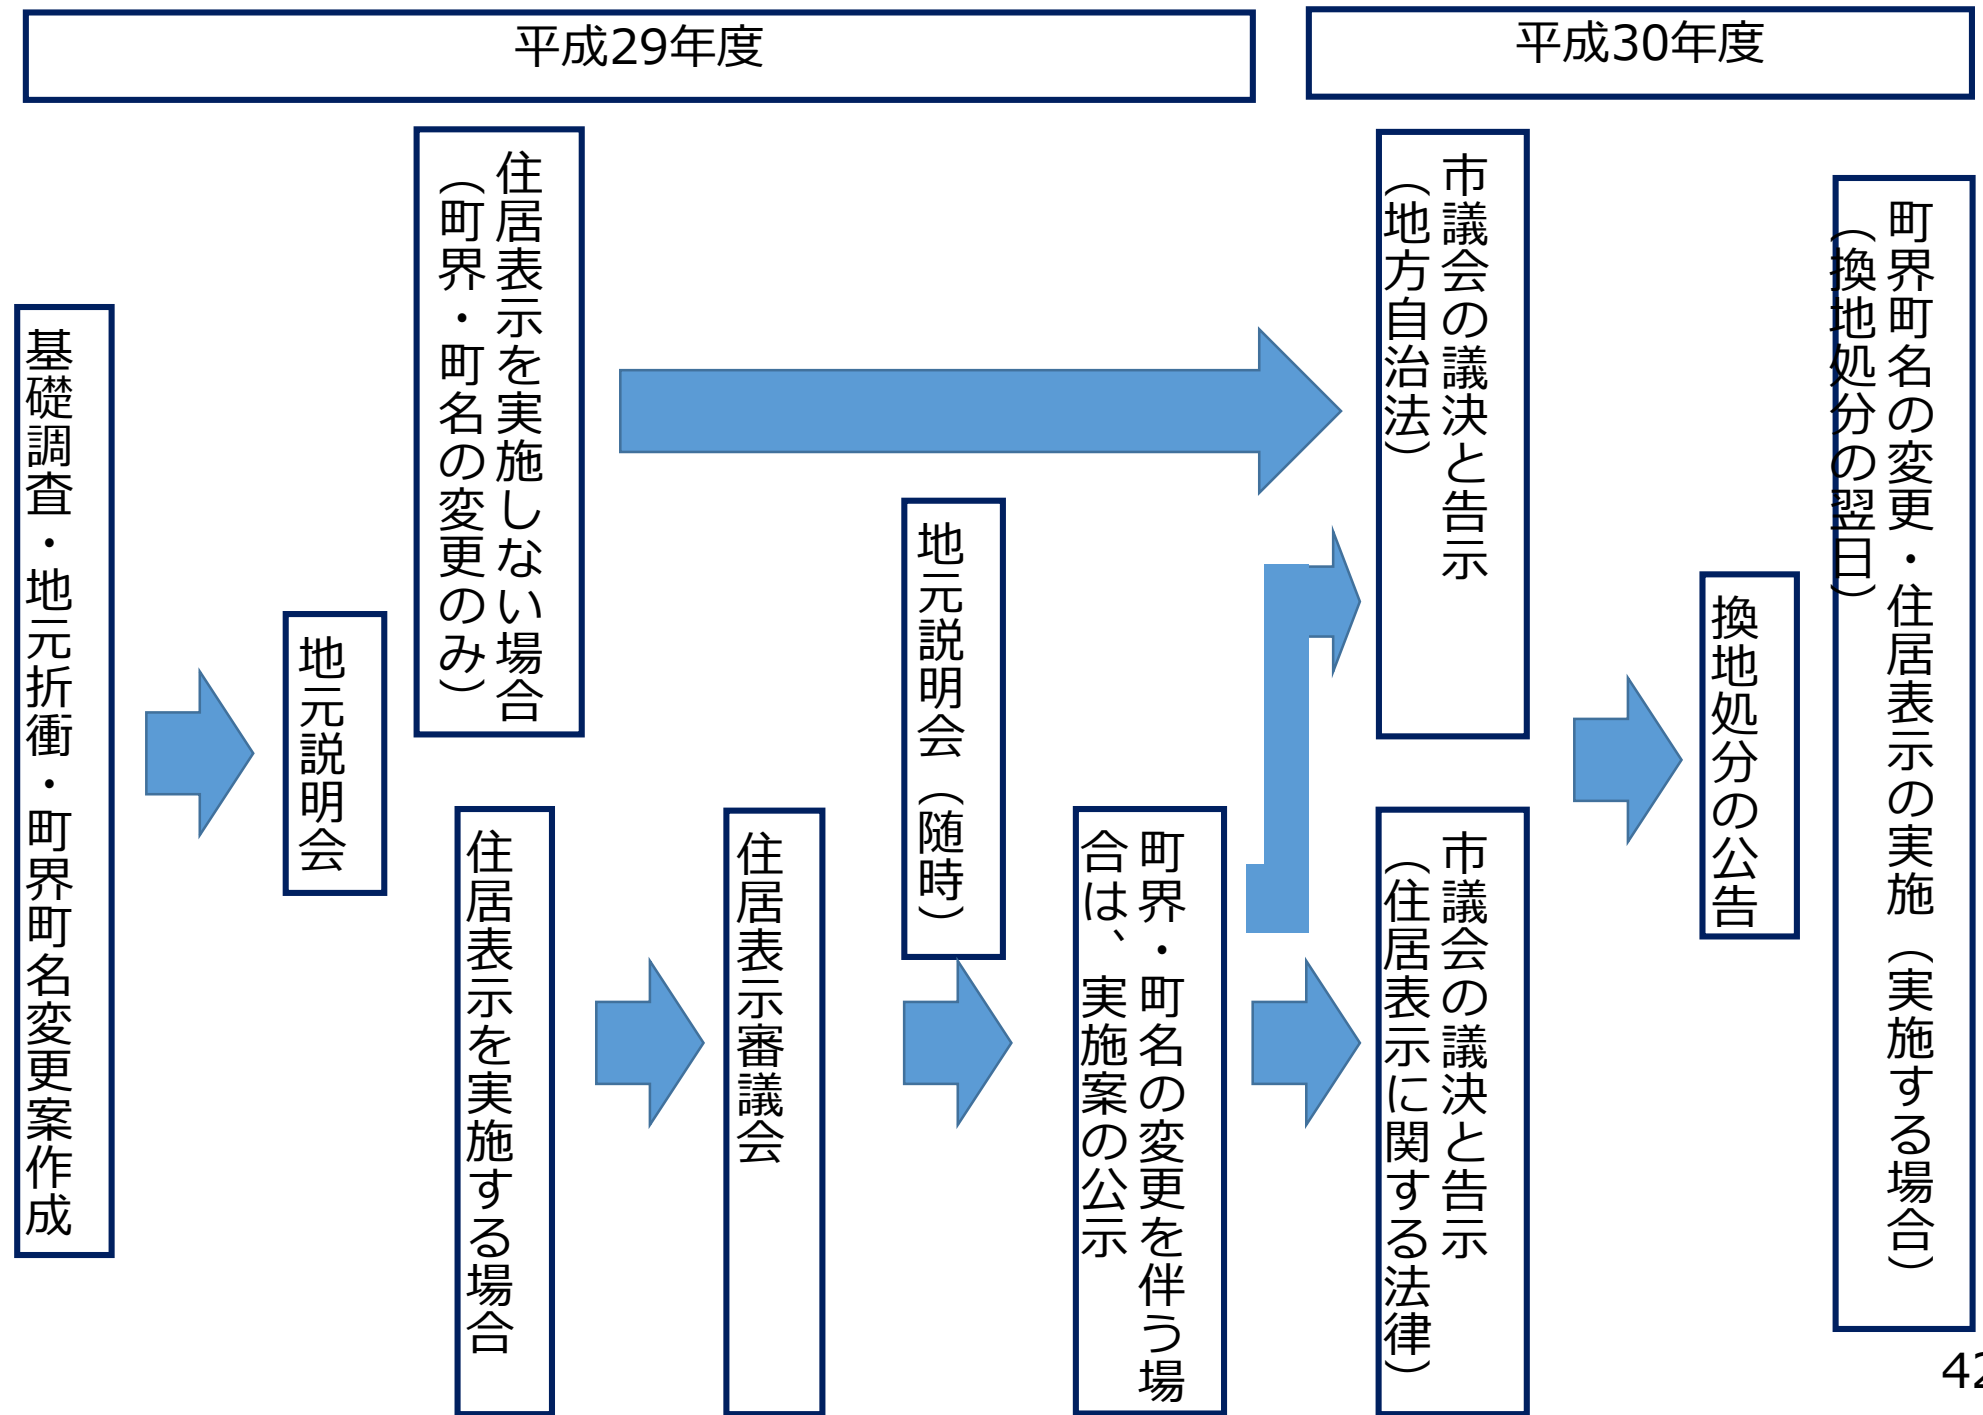 平成29年度
平成30年度
基礎調査・地元折衝・町界町名変更案作成
地元説明会
住居表示を実施しない場合
（町界・町名の変更のみ）
住居表示を実施する場合
住居表示審議会
地元説明会（随時）
町界・町名の変更を伴う場
合は、実施案の公示
市議会の議決と告示
（地方自治法）
市議会の議決と告示
（住居表示に関する法律）
換地処分の公告
町界町名の変更・住居表示の実施（実施する場合）
（換地処分の翌日）
42